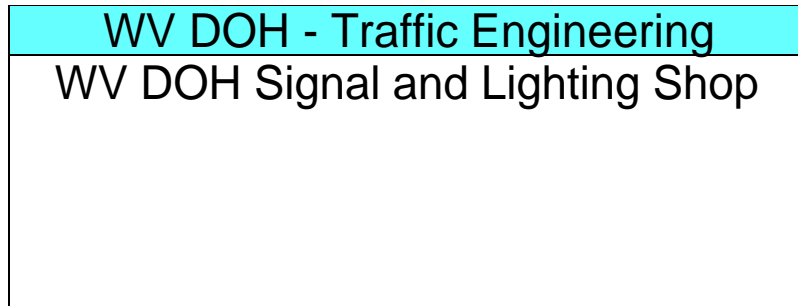 WV DOH - Traffic Engineering
WV DOH Signal and Lighting Shop